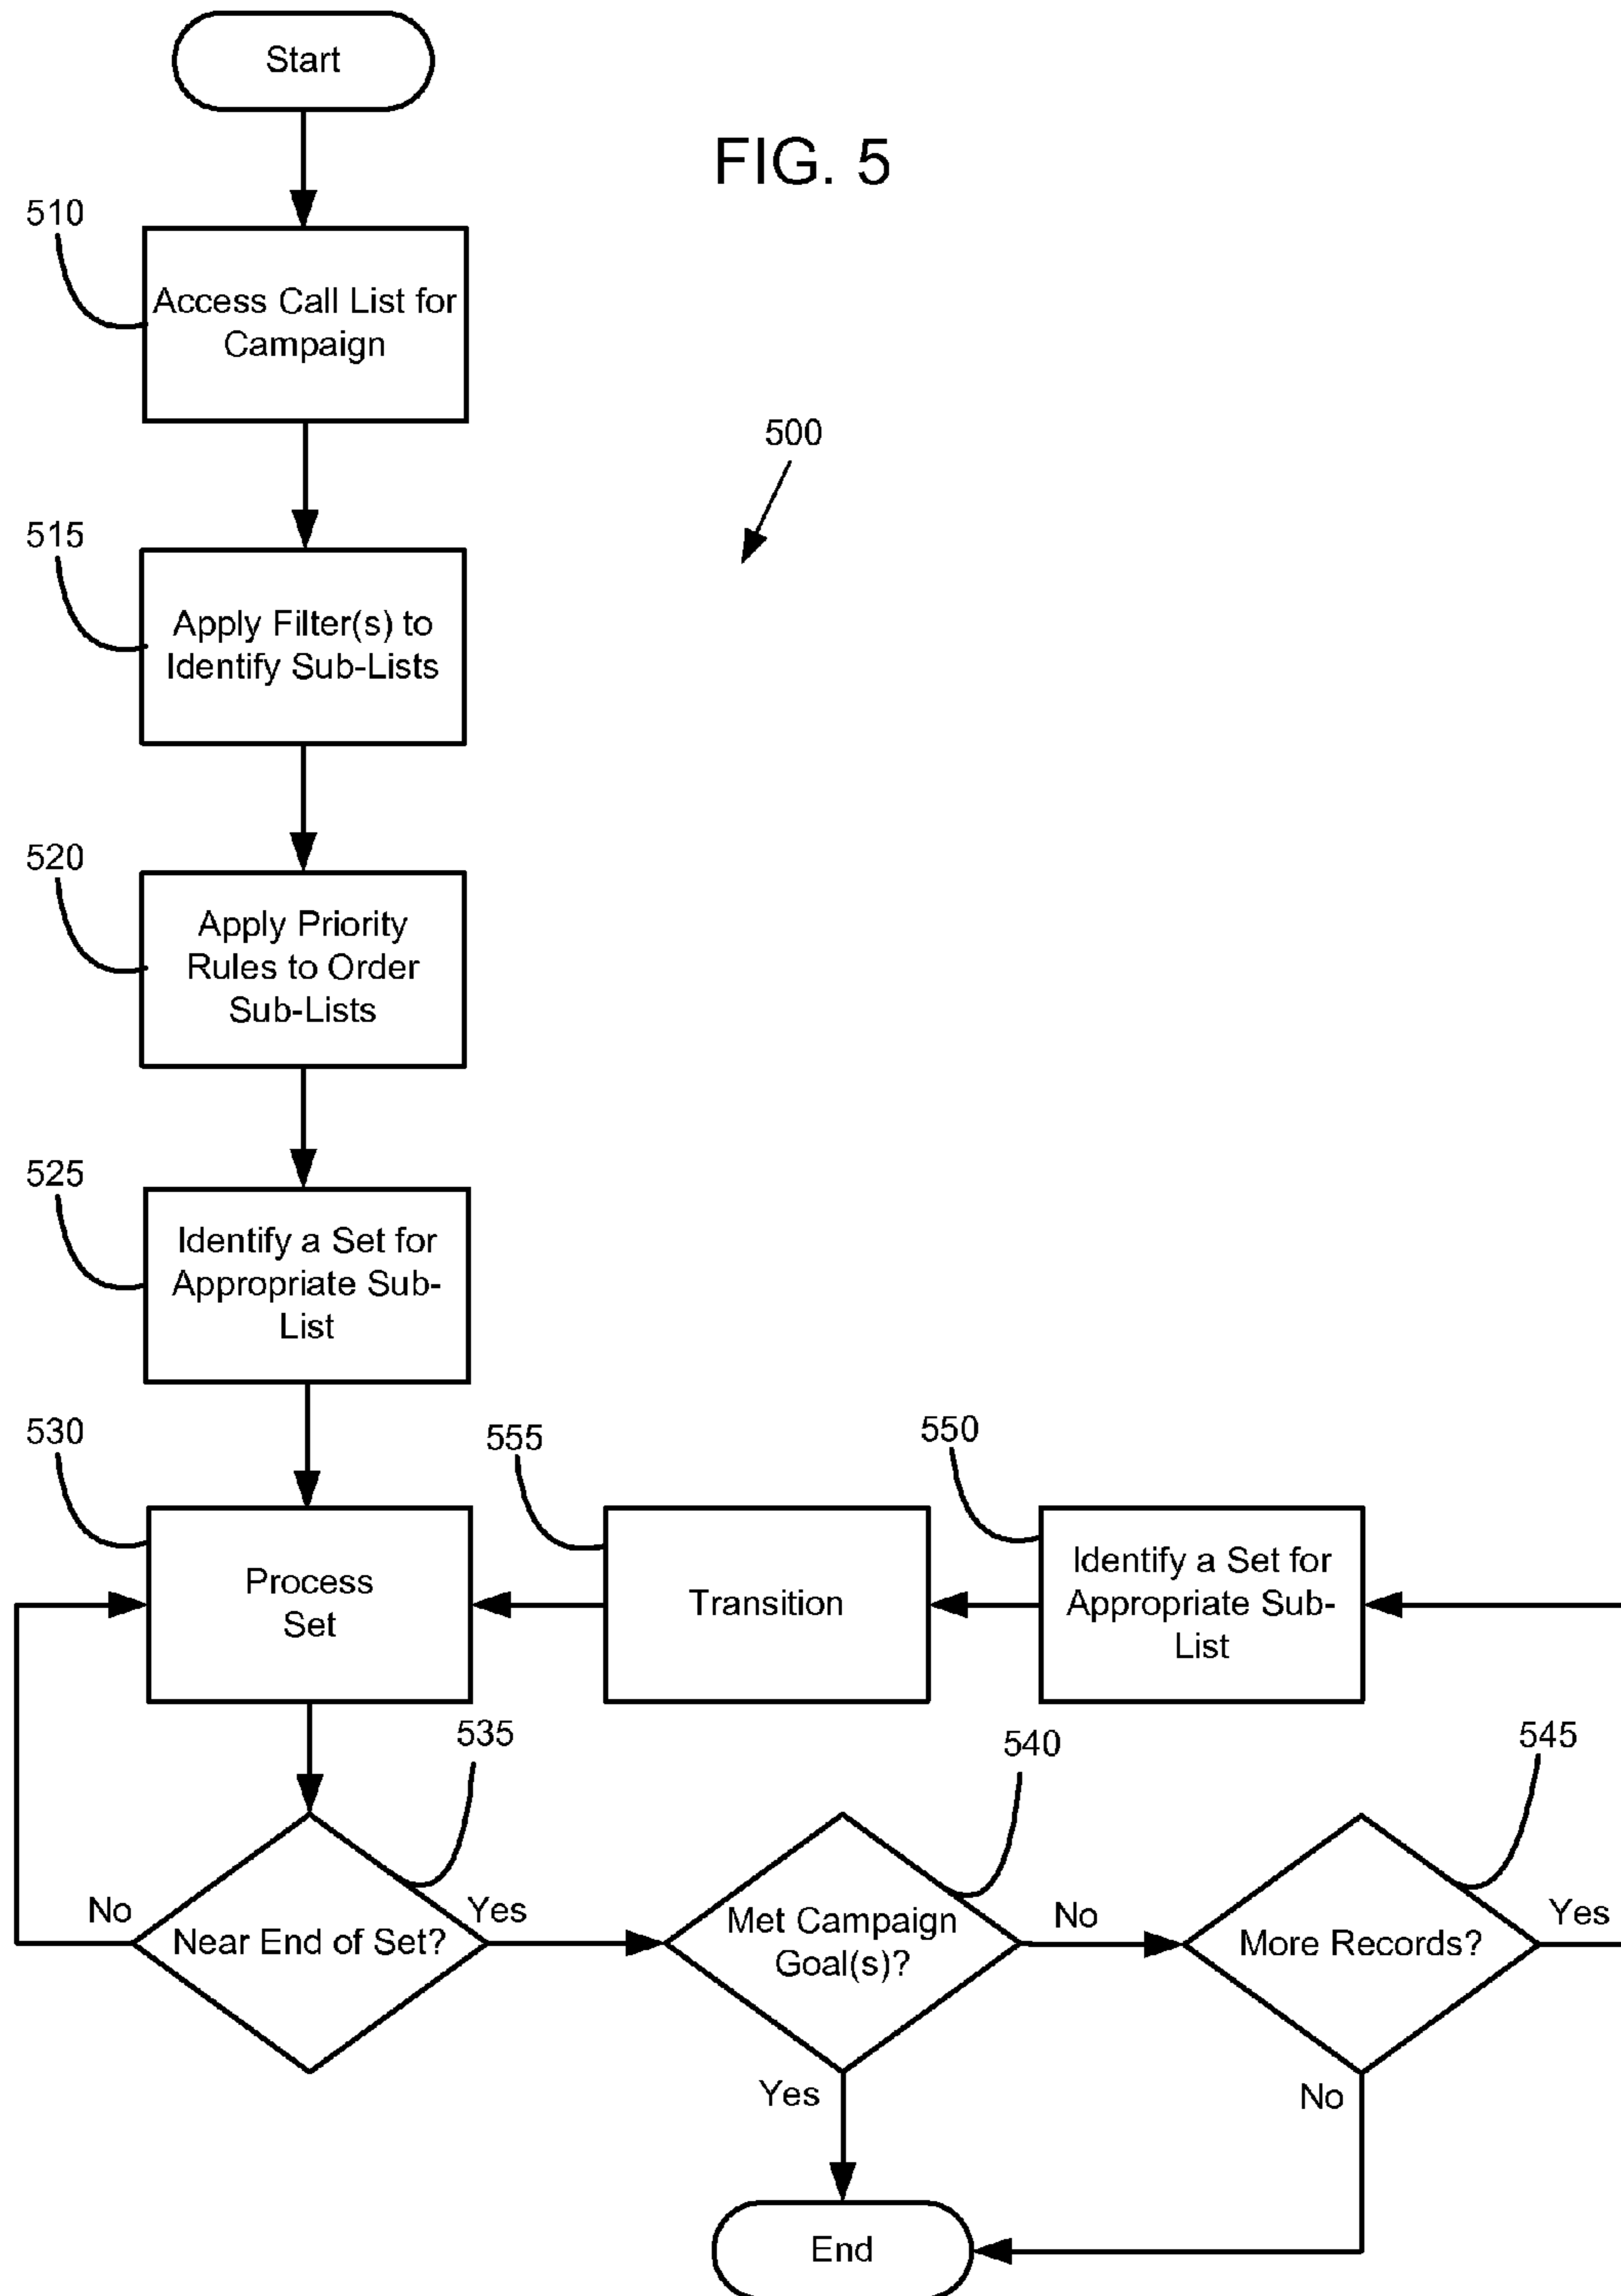 Start
FIG. 5
510
Access Call List for
Campaign
500
515
Apply Filter(s) to
Identify Sub-Lists
520
Apply Priority
Rules to Order
Sub-Lists
525
Identify a Set for
Appropriate Sub-
List
530
Process
Set
555
Transition
550
Identify a Set for
Appropriate Sub-
List
535
Near End of Set?
No
Yes
540
Met Campaign
Goal(s)?
No
Yes
545
More Records?
Yes
No
End